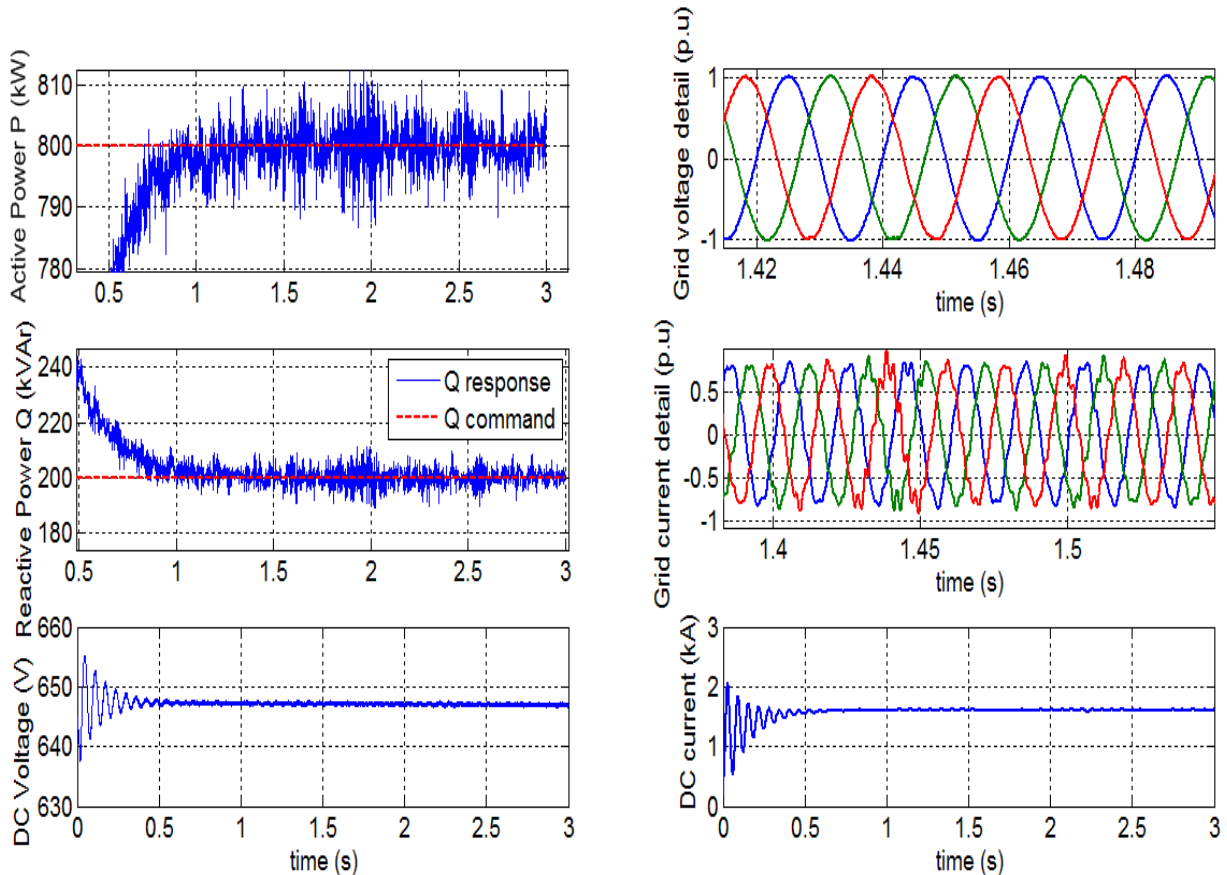 Active Power P (kW)
810
800
790
780
0.5 1 1.5 2 2.5 3
Grid voltage detail (p.u)
1
0
-1
1.42 1.44 1.46 1.48
time (s)
Reactive Power Q (kVAr)
240
220
200
180
Q response
Q command
0.5 1 1.5 2 2.5 3
Grid current detail (p.u)
0.5
0
-0.5
-1
1.4 1.45 1.5
time (s)
DC Voltage (V)
660
650
640
630
0 0.5 1 1.5 2 2.5 3
time (s)
DC current (kA)
3
2
1
0
0 0.5 1 1.5 2 2.5 3
time (s)